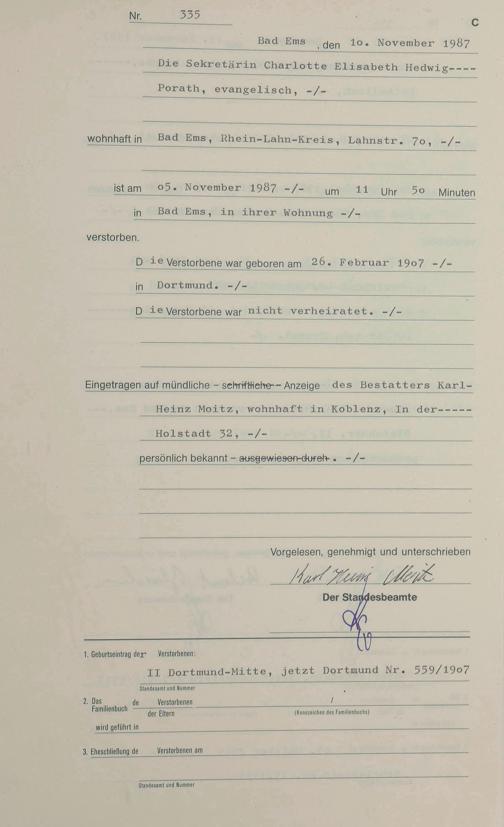 Nr. 335
C
Bad Ems , den 1o. November 1987
Die Sekretärin Charlotte Elisabeth Hedwig----
Porath, evangelisch, -/-
wohnhaft in Bad Ems, Rhein-Lahn-Kreis, Lahnstr. 7o, -/-
ist am o5. November 1987 -/- um 11 Uhr 5o Minuten
in Bad Ems, in ihrer Wohnung -/-
verstorben.
D ie Verstorbene war geboren am 26. Februar 19o7 -/-
in Dortmund. -/-
D ie Verstorbene war nicht verheiratet. -/-
Eingetragen auf mündliche – schriftliche – Anzeige des Bestatters Karl-
Heinz Moitz, wohnhaft in Koblenz, In der-----
Holstadt 32, -/-
persönlich bekannt – ausgewiesen durch . -/-
Vorgelesen, genehmigt und unterschrieben
Karl Heinz Moitz
Der Standesbeamte
1. Geburtseintrag der Verstorbenen:
II Dortmund-Mitte, jetzt Dortmund Nr. 559/19o7
Standesamt und Nummer
2. Das Familienbuch de Verstorbenen /
der Eltern (Kennzeichen des Familienbuchs)
wird geführt in
3. Eheschließung de Verstorbenen am
Standesamt und Nummer